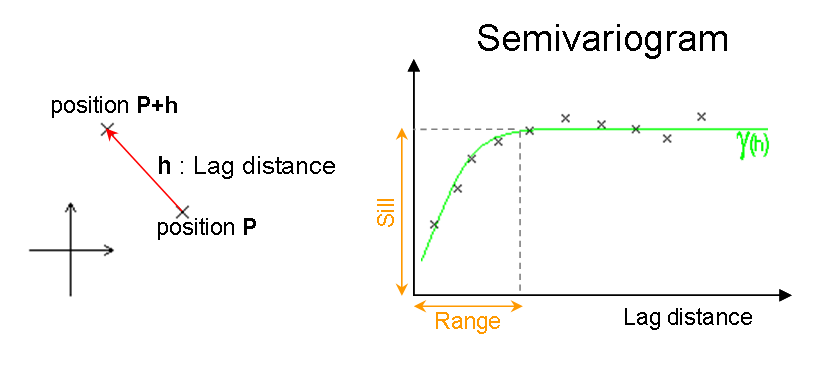 Semivariogram
position P+h
h : Lag distance
position P
γ(h)
Sill
Range
Lag distance